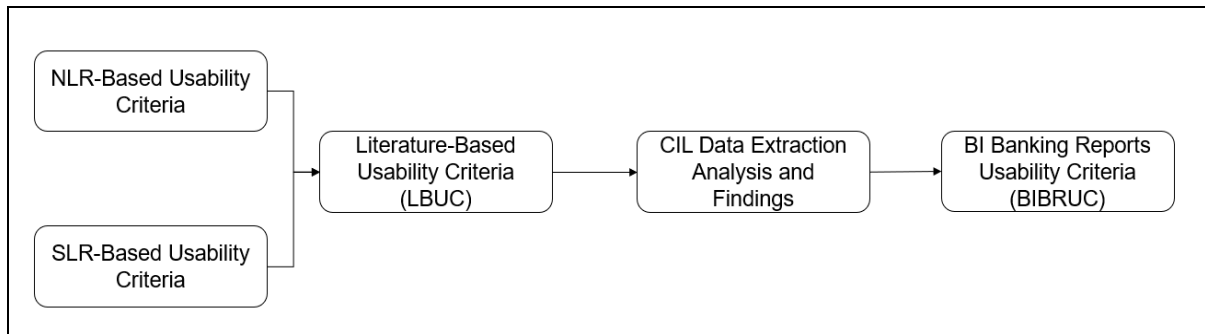 NLR-Based Usability
Criteria
SLR-Based Usability
Criteria
Literature-Based
Usability Criteria
(LBUC)
CIL Data Extraction
Analysis and
Findings
BI Banking Reports
Usability Criteria
(BIBRUC)